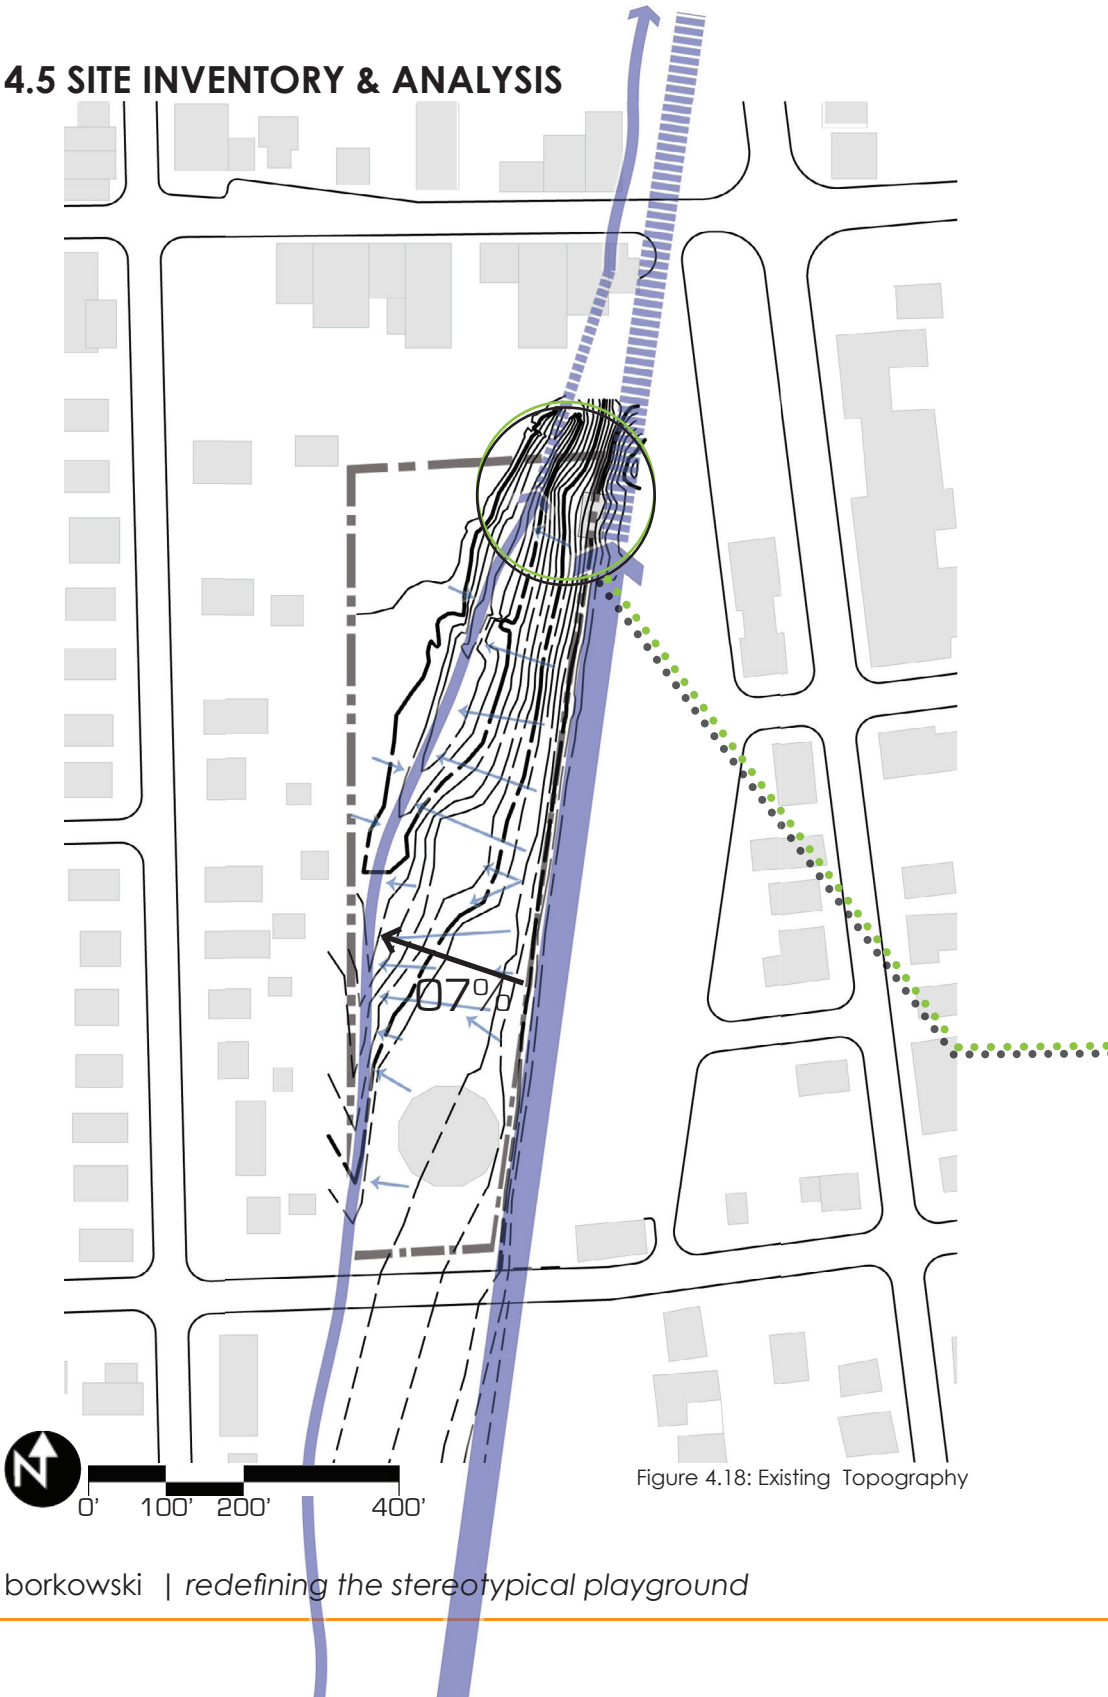 4.5 SITE INVENTORY & ANALYSIS
07%
N
0' 100' 200' 400'
Figure 4.18: Existing Topography
borkowski | redefining the stereotypical playground